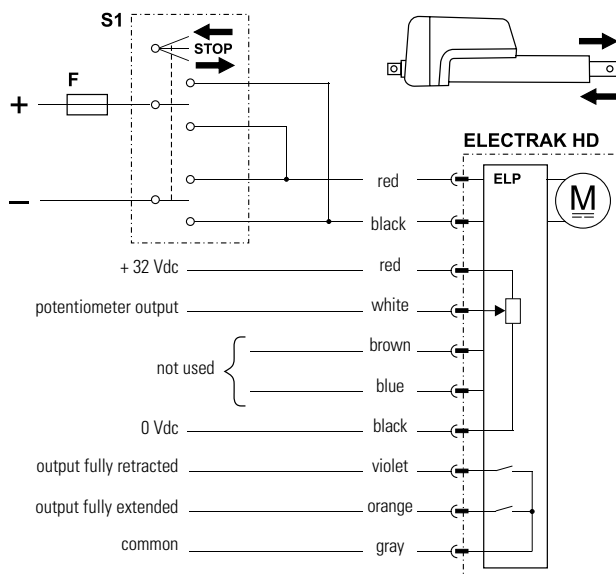 S1
STOP
F
+
−
ELECTRAK HD
ELP
M
red
black
+ 32 Vdc red
potentiometer output white
not used
brown
blue
0 Vdc black
output fully retracted violet
output fully extended orange
common gray